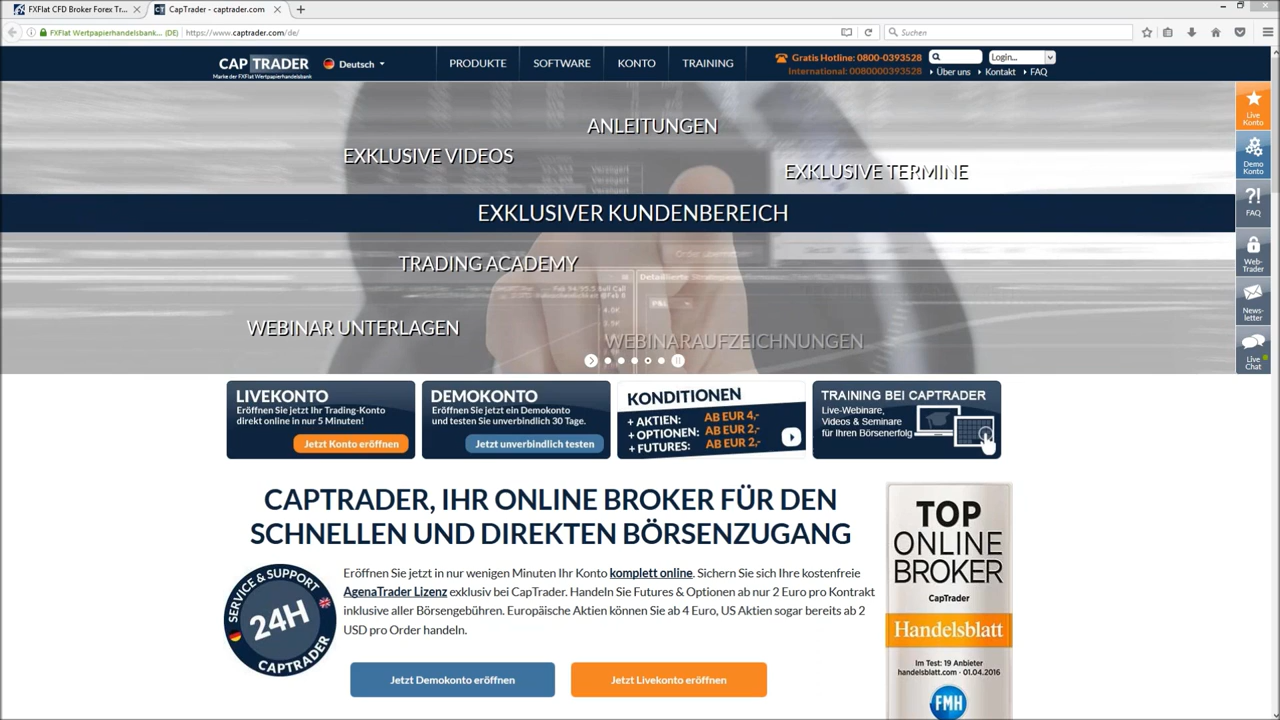 FXFlat CFD Broker Forex Tr...
CapTrader - captrader.com
FXFlat Wertpapierhandelsbank... (DE)
https://www.captrader.com/de/
Suchen
CAP TRADER
Marke der FXFlat Wertpapierhandelsbank
Deutsch
PRODUKTE
SOFTWARE
KONTO
TRAINING
Gratis Hotline: 0800-0393528
International: 0080000393528
Login...
Über uns
Kontakt
FAQ
ANLEITUNGEN
EXKLUSIVE VIDEOS
EXKLUSIVE TERMINE
EXKLUSIVER KUNDENBEREICH
TRADING ACADEMY
WEBINAR UNTERLAGEN
WEBINARAUFZEICHNUNGEN
Live
Konto
Demo
Konto
?!
FAQ
Web-
Trader
News-
letter
Live
Chat
LIVEKONTO
Eröffnen Sie jetzt Ihr Trading-Konto
direkt online in nur 5 Minuten!
Jetzt Konto eröffnen
DEMOKONTO
Eröffnen Sie jetzt ein Demokonto
und testen Sie unverbindlich 30 Tage.
Jetzt unverbindlich testen
KONDITIONEN
+ AKTIEN: AB EUR 4,-
+ OPTIONEN: AB EUR 2,-
+ FUTURES: AB EUR 2,-
TRAINING BEI CAPTRADER
Live-Webinare,
Videos & Seminare
für Ihren Börsenerfolg
CAPTRADER, IHR ONLINE BROKER FÜR DEN
SCHNELLEN UND DIREKTEN BÖRSENZUGANG
SERVICE & SUPPORT
24H
CAPTRADER
Eröffnen Sie jetzt in nur wenigen Minuten Ihr Konto komplett online. Sichern Sie sich Ihre kostenfreie
AgenaTrader Lizenz exklusiv bei CapTrader. Handeln Sie Futures & Optionen ab nur 2 Euro pro Kontrakt
inklusive aller Börsengebühren. Europäische Aktien können Sie ab 4 Euro, US Aktien sogar bereits ab 2
USD pro Order handeln.
Jetzt Demokonto eröffnen
Jetzt Livekonto eröffnen
TOP
ONLINE
BROKER
CapTrader
Handelsblatt
Im Test: 19 Anbieter
handelsblatt.com - 01.04.2016
FMH